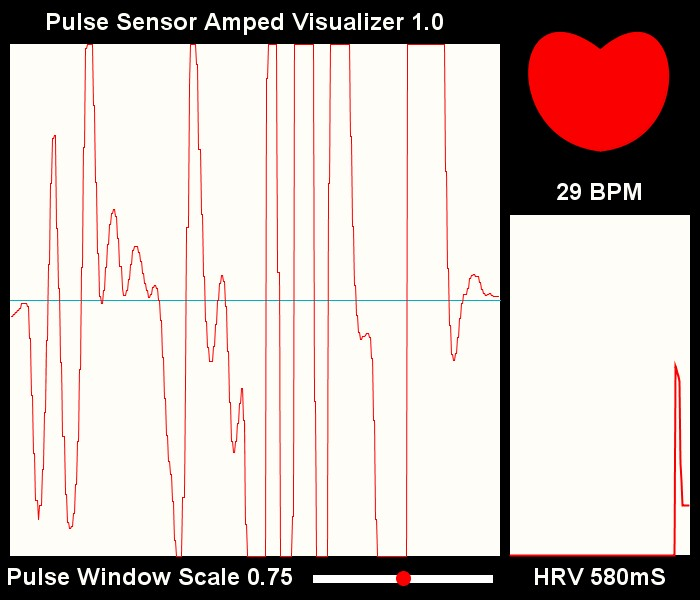 Pulse Sensor Amped Visualizer 1.0
29 BPM
Pulse Window Scale 0.75
HRV 580mS